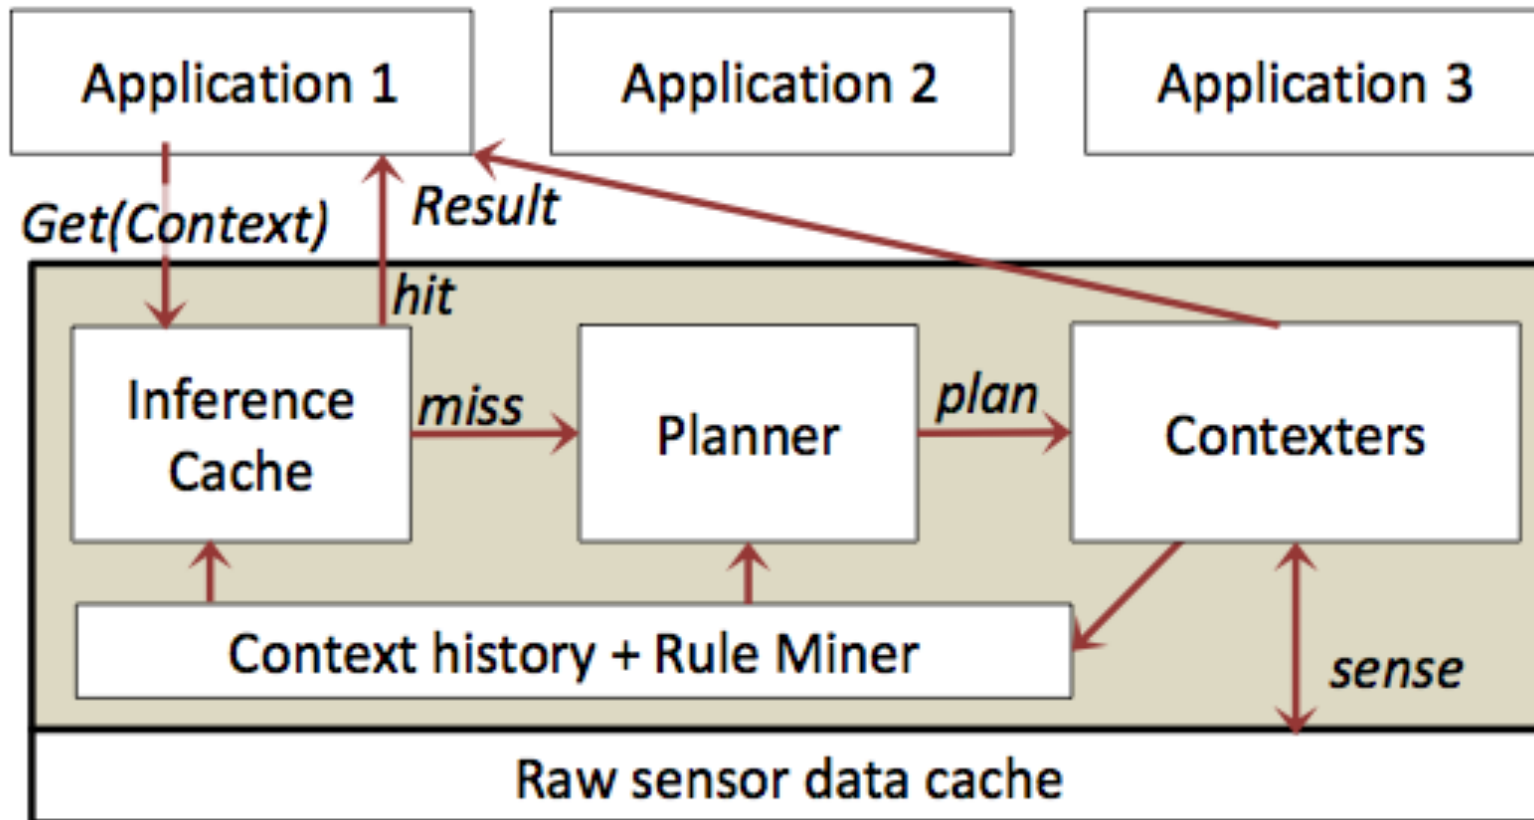 Application 1
Application 2
Application 3
Get(Context)
Result
hit
Inference
Cache
miss
Planner
plan
Contexters
Context history + Rule Miner
sense
Raw sensor data cache